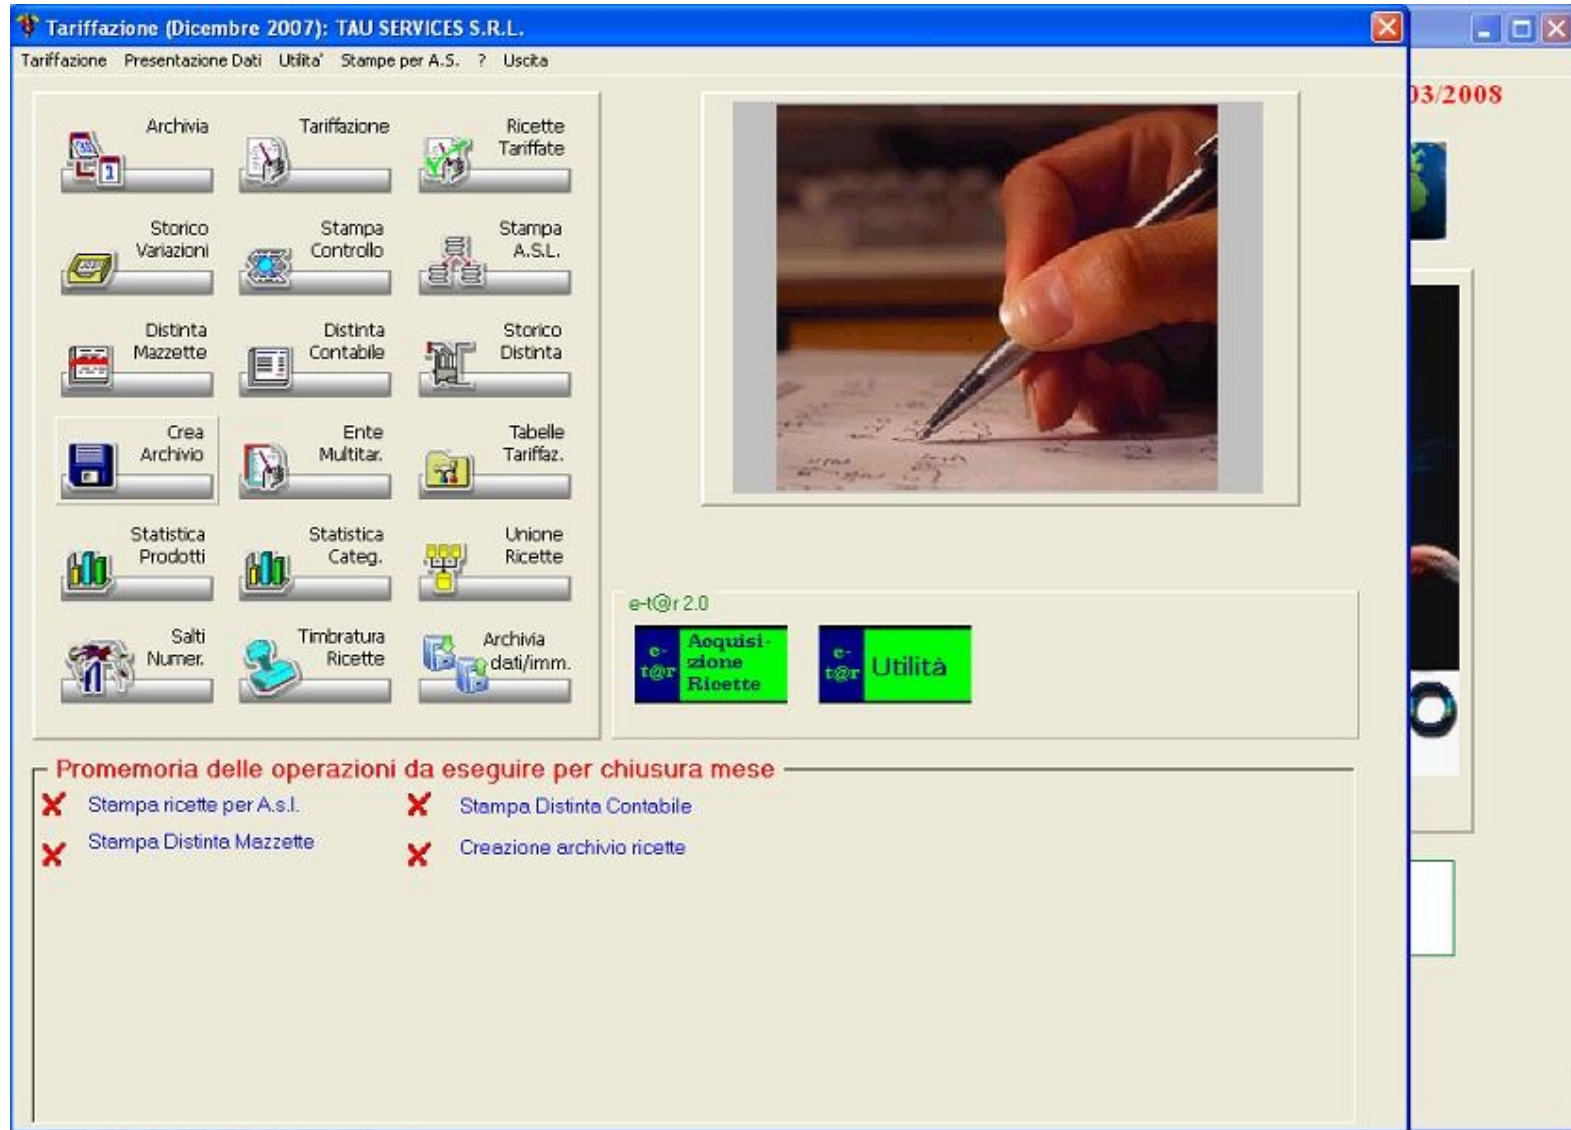 Tariffazione (Dicembre 2007): TAU SERVICES S.R.L.
Tariffazione Presentazione Dati Utilita' Stampe per A.S. ? Uscita
03/2008
Archivia
Tariffazione
Ricette
Tariffate
Storico
Variazioni
Stampa
Controllo
Stampa
A.S.L.
Distinta
Mazzette
Distinta
Contabile
Storico
Distinta
Crea
Archivio
Ente
Multitar.
Tabelle
Tariffaz.
Statistica
Prodotti
Statistica
Categ.
Unione
Ricette
Salti
Numer.
Timbratura
Ricette
Archivia
dati/imm.
e-t@r 2.0
e-
t@r
Acquisi-
zione
Ricette
e-
t@r
Utilità
Promemoria delle operazioni da eseguire per chiusura mese
Stampa ricette per A.s.l.
Stampa Distinta Contabile
Stampa Distinta Mazzette
Creazione archivio ricette